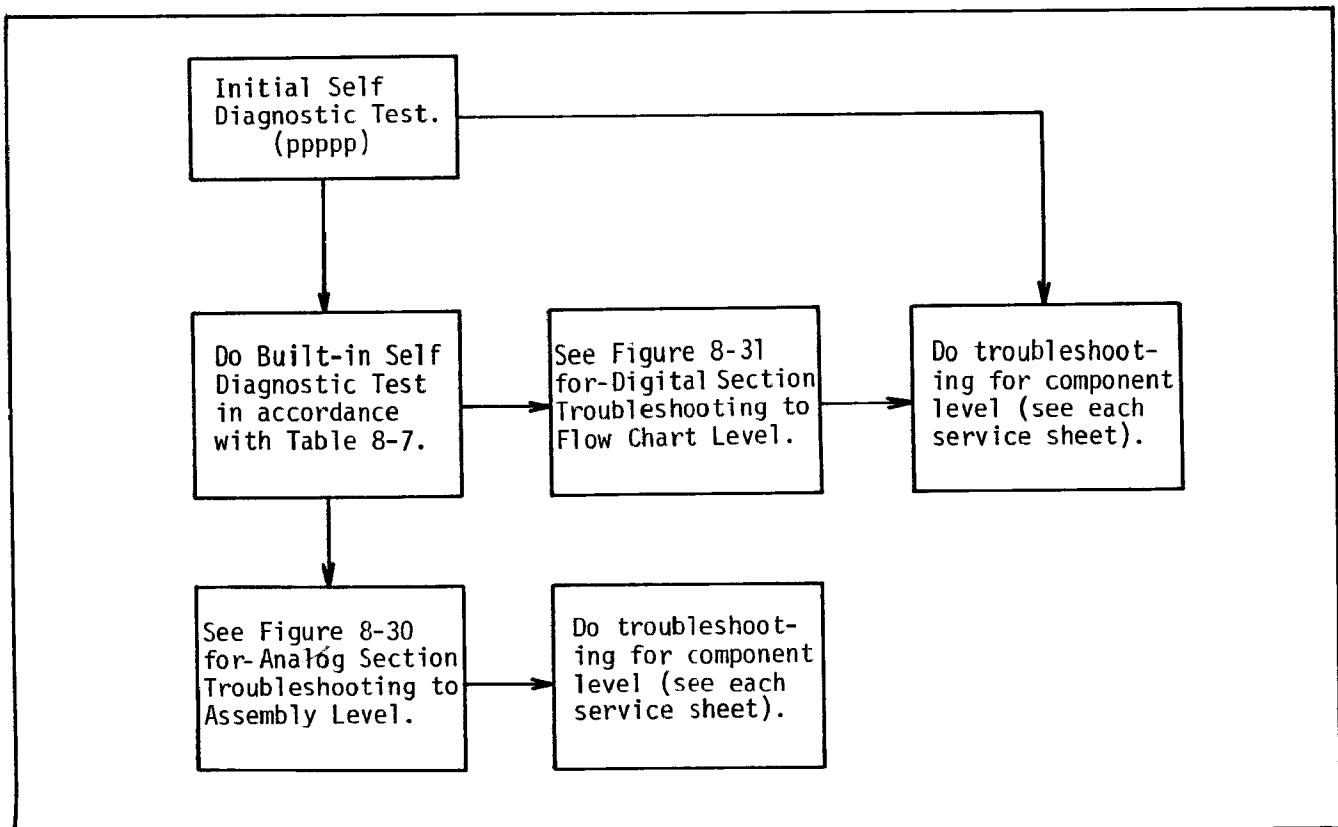 Initial Self
Diagnostic Test.
(ppppp)
Do Built-in Self
Diagnostic Test
in accordance
with Table 8-7.
See Figure 8-31
for-Digital Section
Troubleshooting to
Flow Chart Level.
Do troubleshoot-
ing for component
level (see each
service sheet).
See Figure 8-30
for-Analog Section
Troubleshooting to
Assembly Level.
Do troubleshoot-
ing for component
level (see each
service sheet).